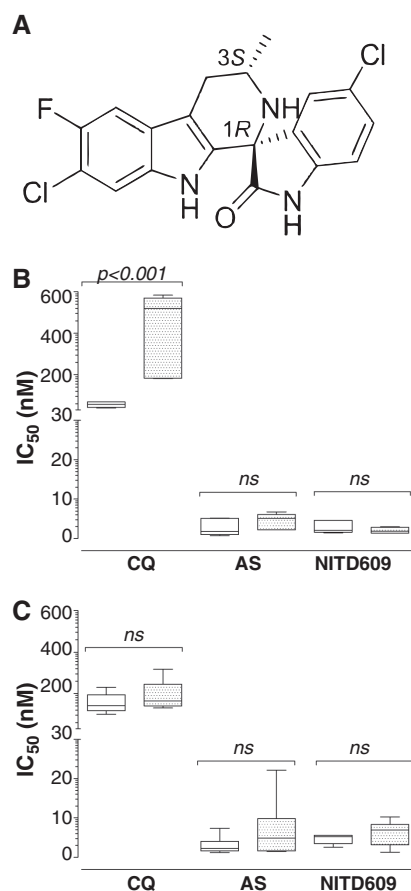 A
3S
Cl
F
NH
1R
Cl
N
H
O
N
H
B
p<0.001
600
400
200
30
20
10
0
IC50 (nM)
ns
ns
CQ
AS
NITD609
C
600
400
200
30
20
10
0
IC50 (nM)
ns
ns
ns
CQ
AS
NITD609